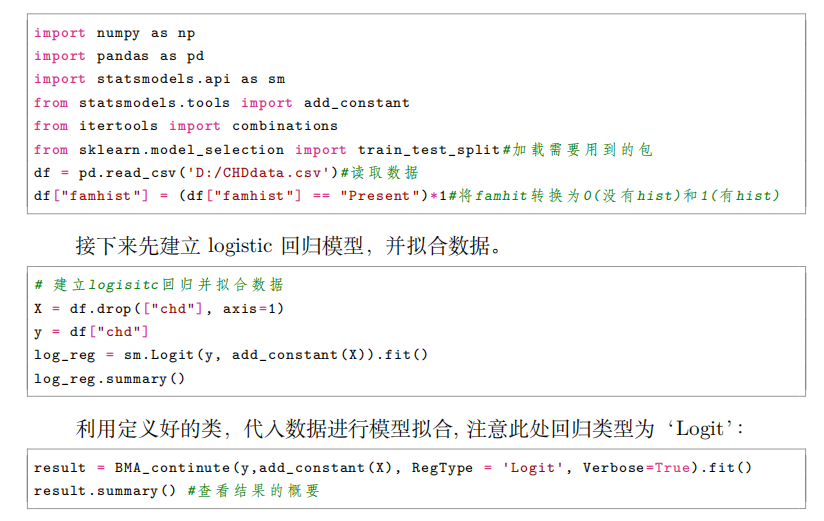 import numpy as np
import pandas as pd
import statsmodels.api as sm
from statsmodels.tools import add_constant
from itertools import combinations
from sklearn.model_selection import train_test_split#加载需要用到的包
df = pd.read_csv('D:/CHDdata.csv')#读取数据
df["famhist"] = (df["famhist"] == "Present")*1#将famhit转换为0(没有hist)和1(有hist)
接下来先建立 logistic 回归模型，并拟合数据。
# 建立logisitc回归并拟合数据
X = df.drop(["chd"], axis=1)
y = df["chd"]
log_reg = sm.Logit(y, add_constant(X)).fit()
log_reg.summary()
利用定义好的类，代入数据进行模型拟合, 注意此处回归类型为‘Logit’：
result = BMA_continute(y,add_constant(X), RegType = 'Logit', Verbose=True).fit()
result.summary() #查看结果的概要